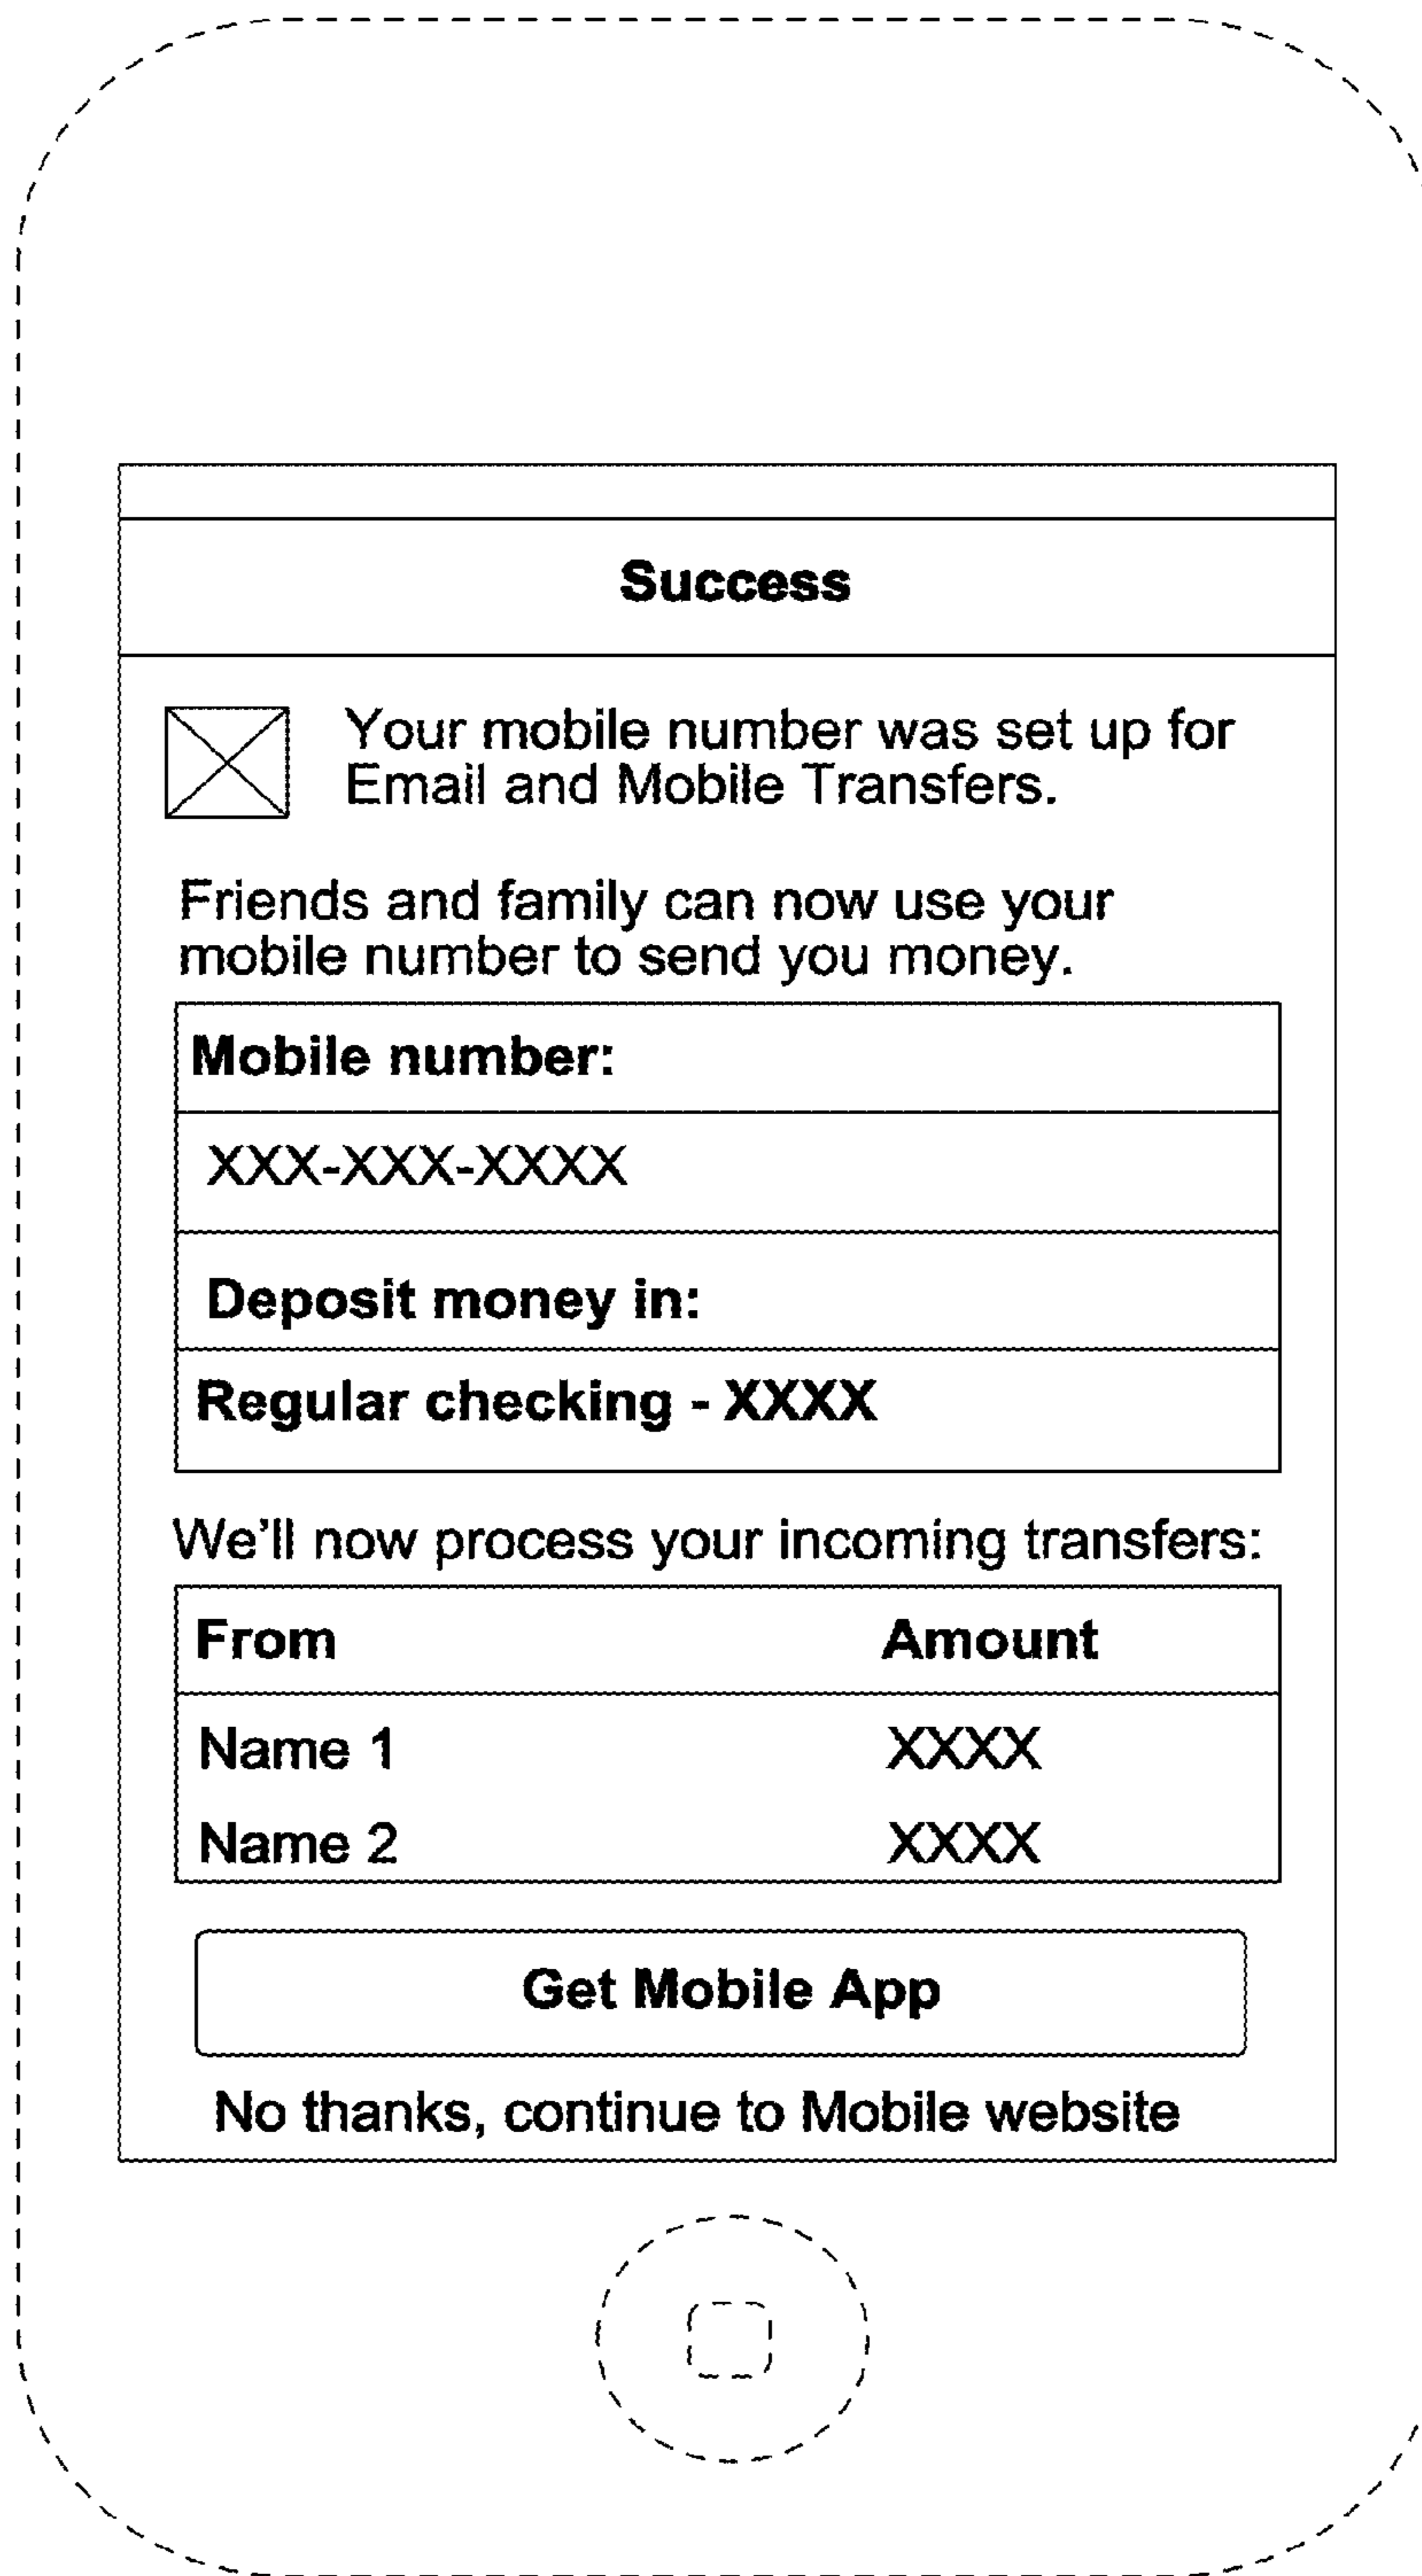 Success
Your mobile number was set up for
Email and Mobile Transfers.
Friends and family can now use your
mobile number to send you money.
Mobile number:
XXX-XXX-XXXX
Deposit money in:
Regular checking - XXXX
We'll now process your incoming transfers:
From Amount
Name 1 XXXX
Name 2 XXXX
Get Mobile App
No thanks, continue to Mobile website